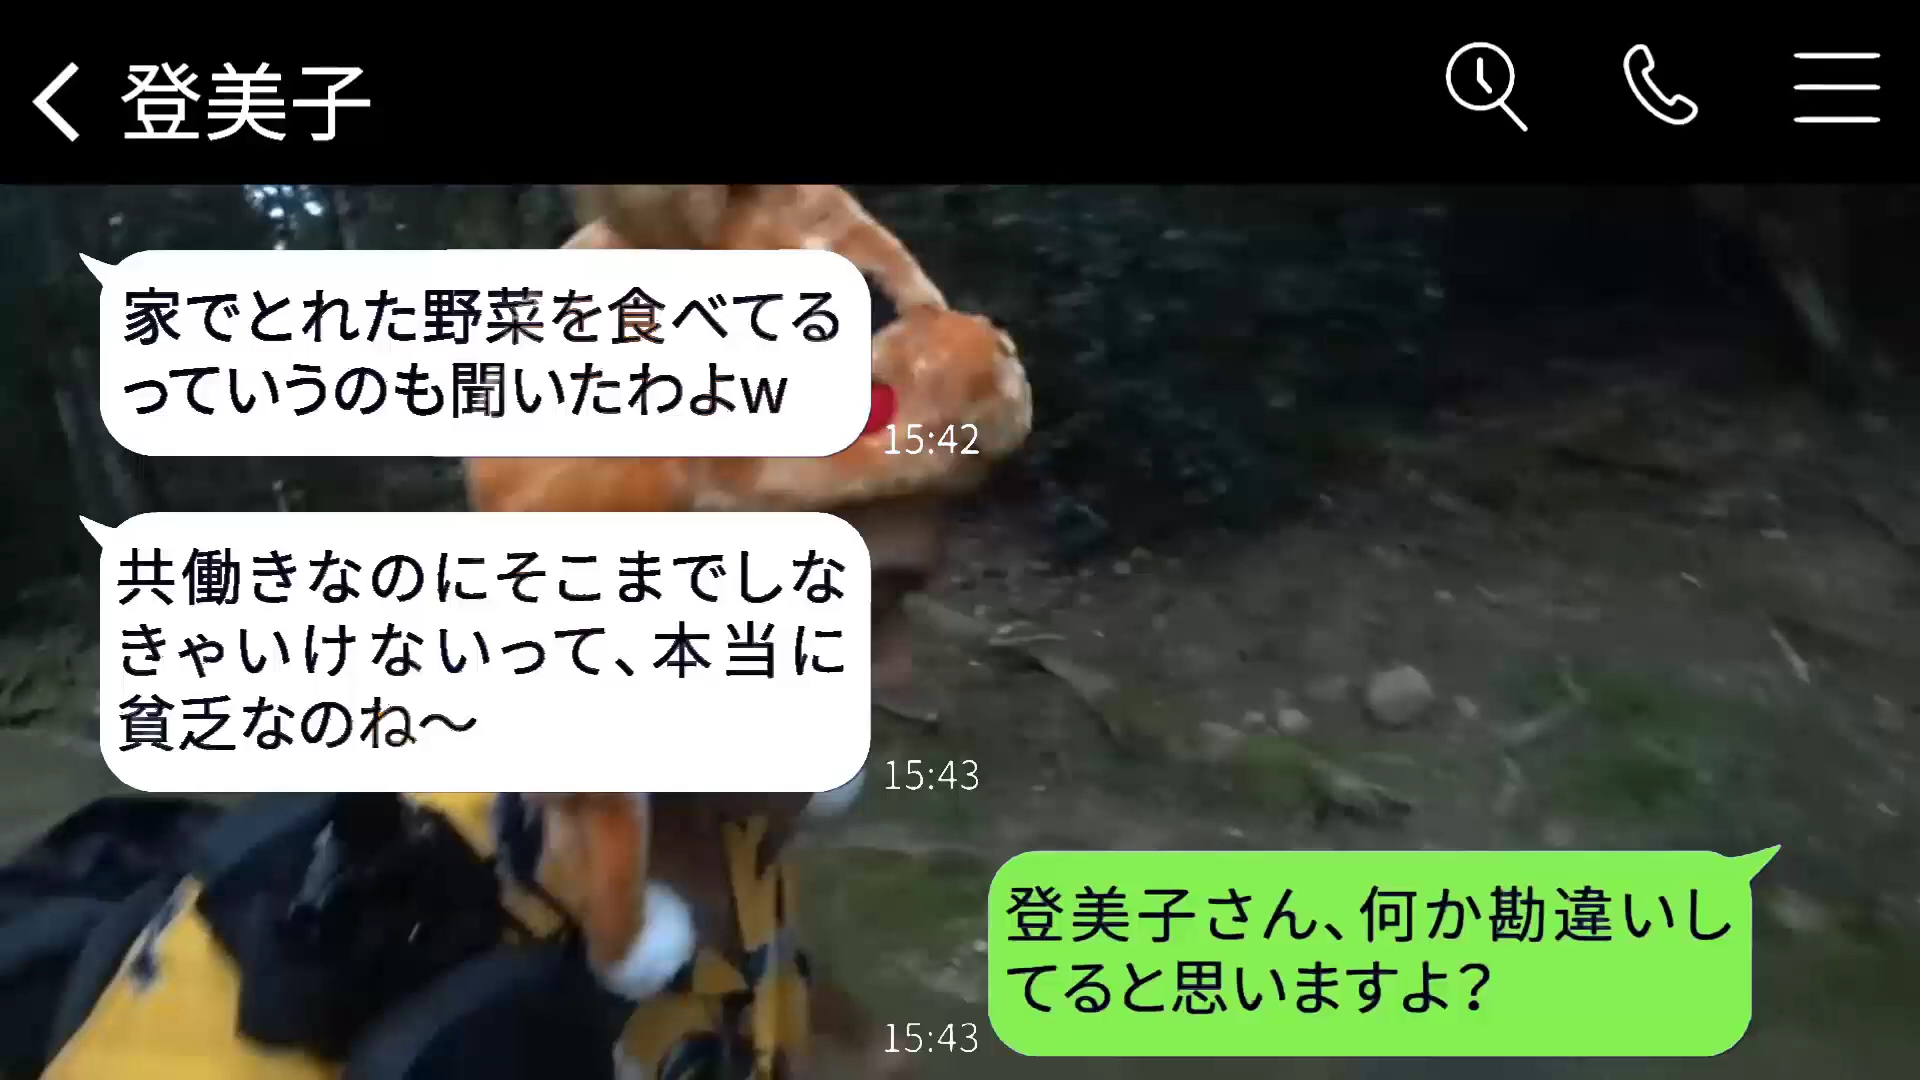 登美子
家でとれた野菜を食べてる
っていうのも聞いたわよw
15:42
共働きなのにそこまでしな
きゃいけないって、本当に
貧乏なのね〜
15:43
登美子さん、何か勘違いし
てると思いますよ?
15:43